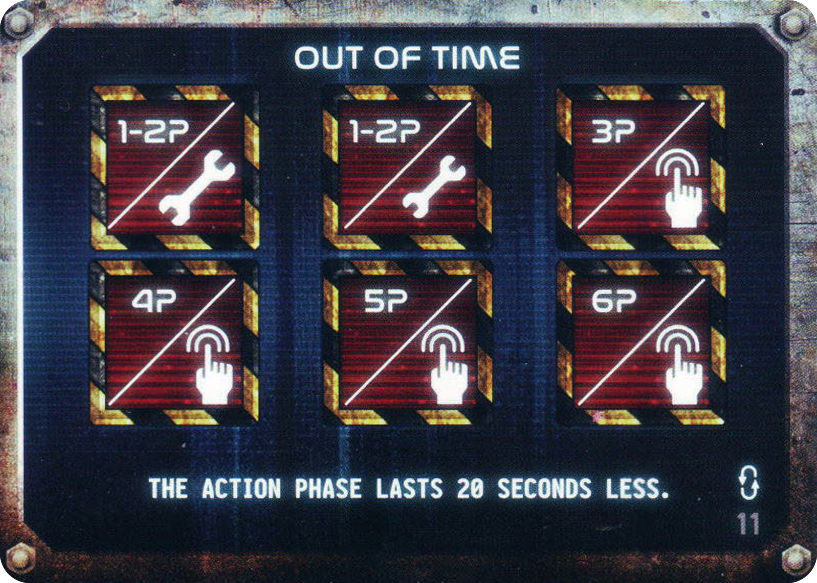 OUT OF TIME
1-2P
1-2P
3P
4P
5P
6P
THE ACTION PHASE LASTS 20 SECONDS LESS.
11